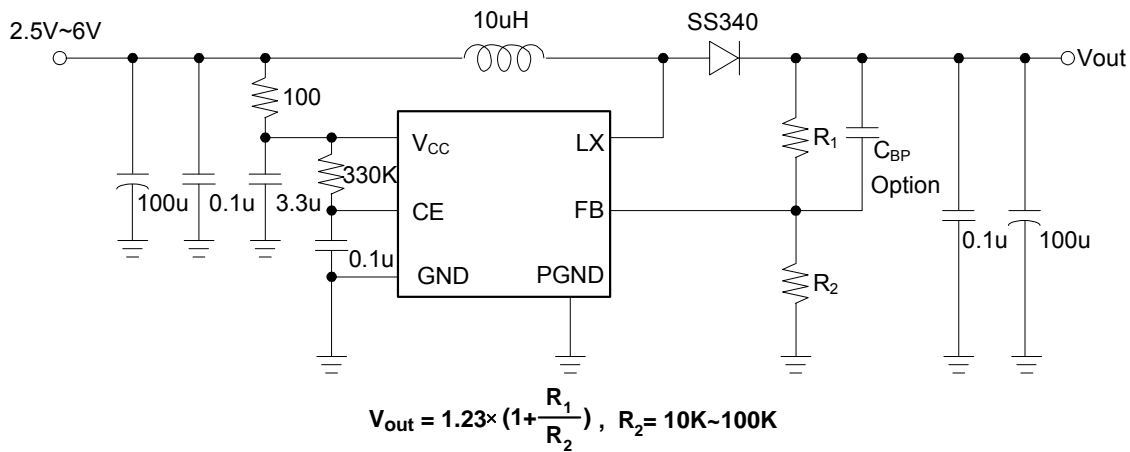 10uH
SS340
2.5V~6V
Vout
100
VCC
LX
R1
CBP
Option
330K
100u
0.1u
3.3u
CE
FB
0.1u
100u
0.1u
GND
PGND
R2
Vout = 1.23×(1+R1/R2) , R2= 10K~100K